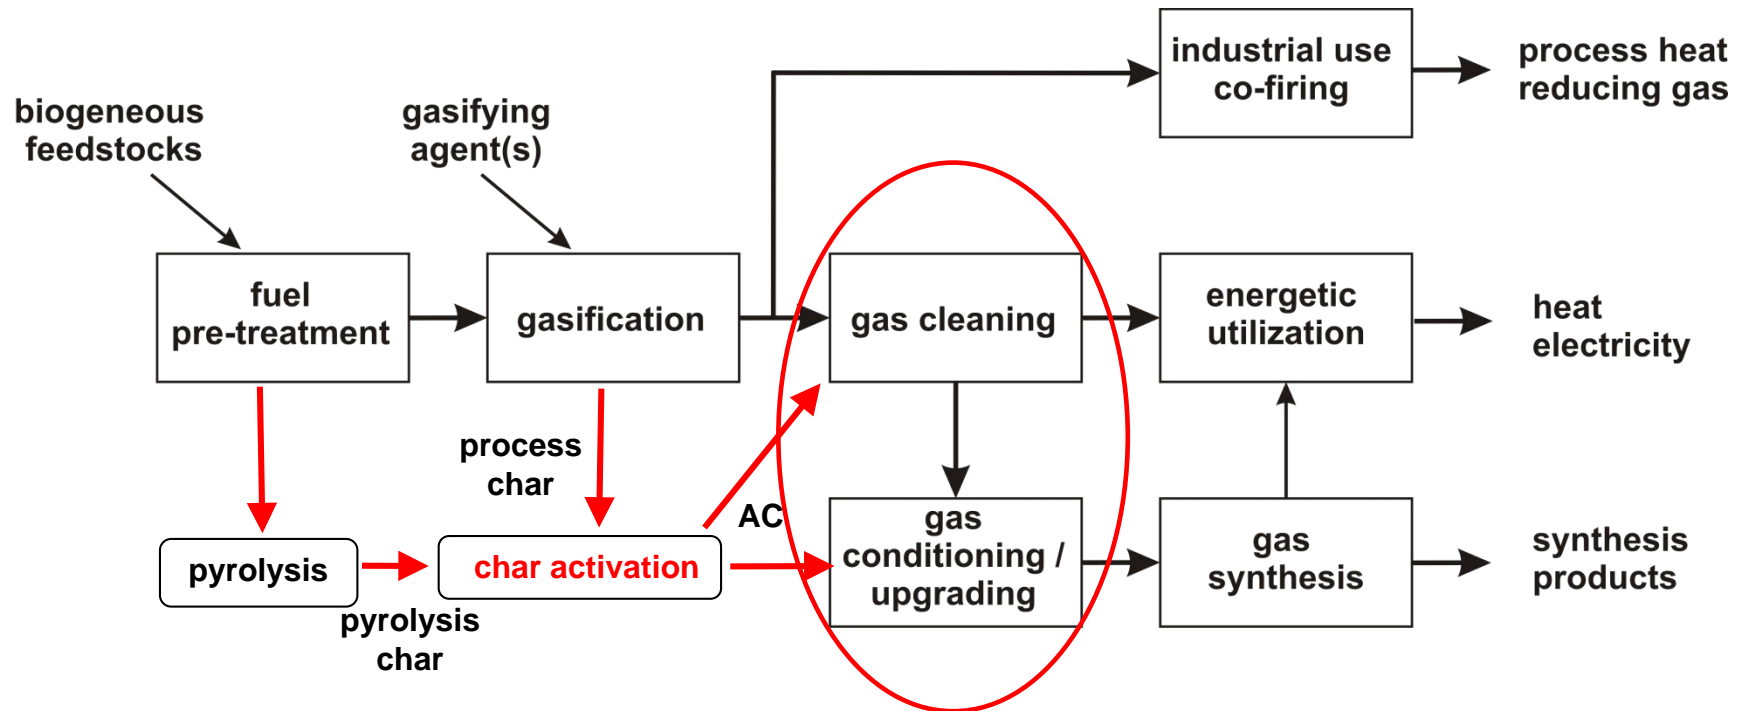 industrial use
co-firing
process heat
reducing gas
biogeneous
feedstocks
gasifying
agent(s)
fuel
pre-treatment
gasification
gas cleaning
energetic
utilization
heat
electricity
process
char
AC
pyrolysis
char activation
pyrolysis
char
gas
conditioning /
upgrading
gas
synthesis
synthesis
products